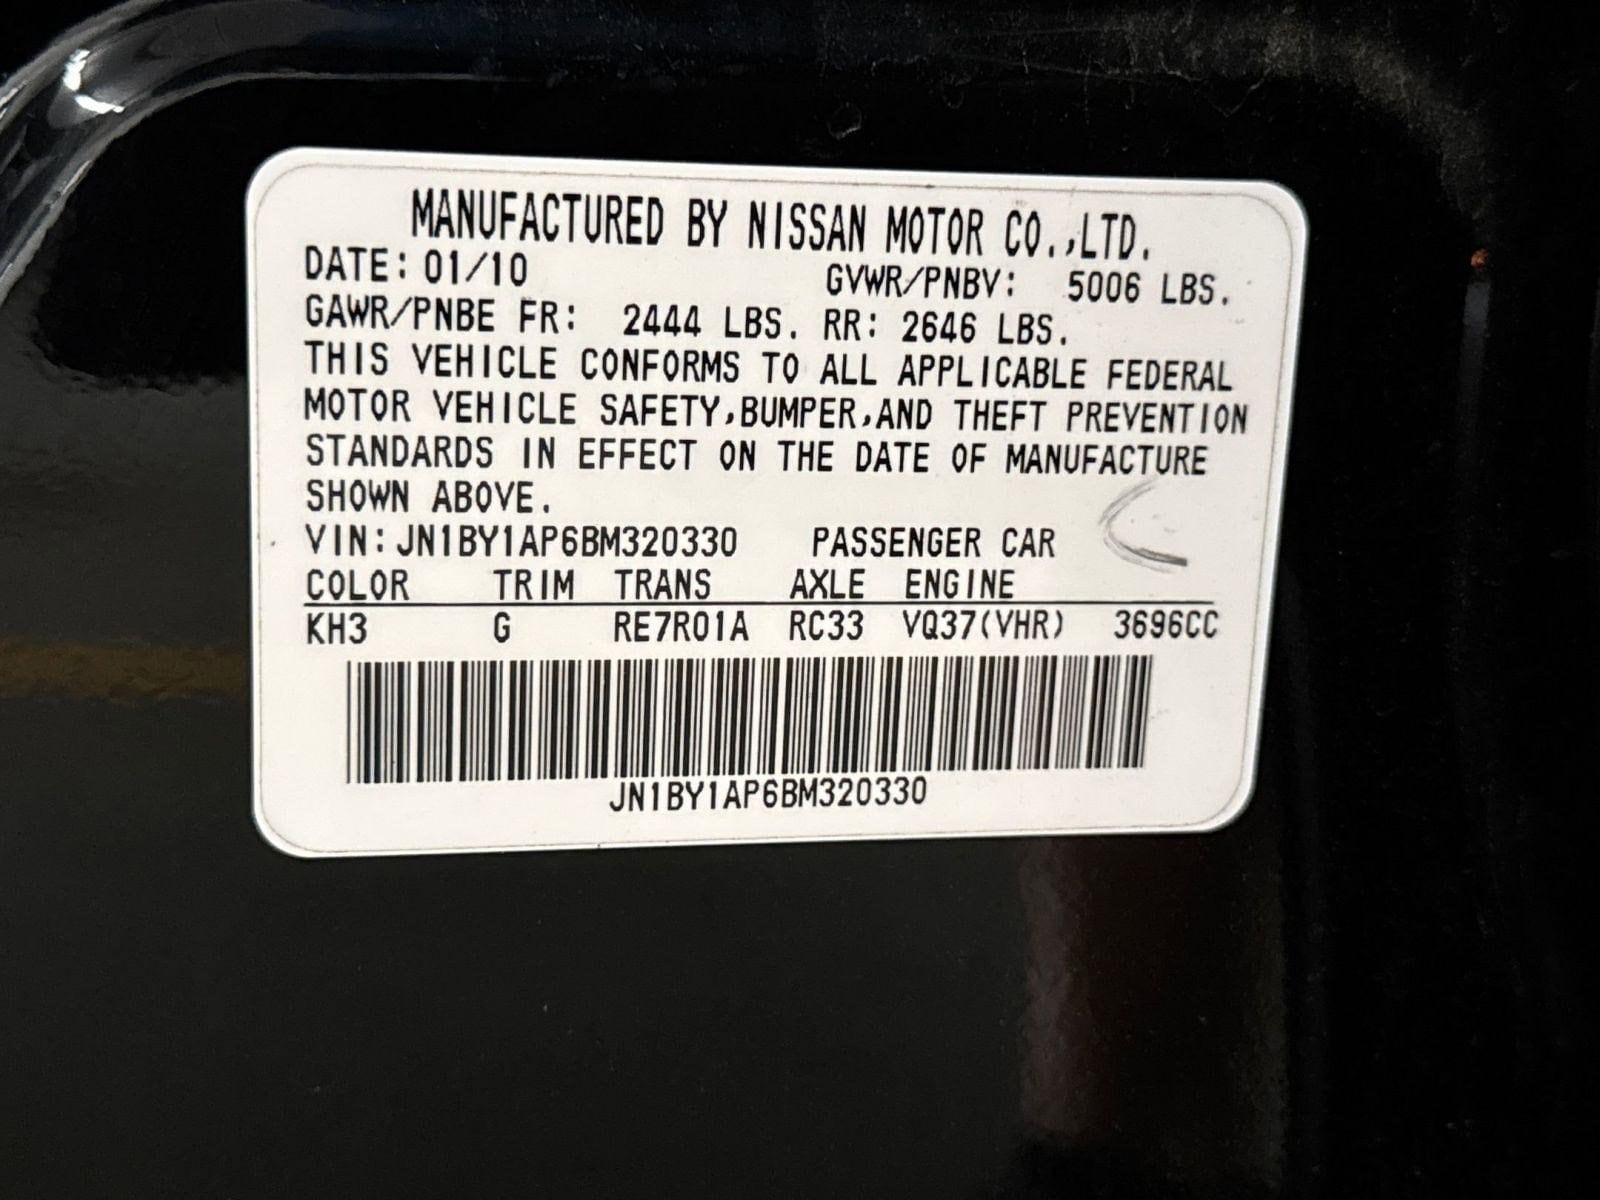 MANUFACTURED BY NISSAN MOTOR CO.,LTD.
DATE: 01/10 GVWR/PNBV: 5006 LBS.
GAWR/PNBE FR: 2444 LBS. RR: 2646 LBS.
THIS VEHICLE CONFORMS TO ALL APPLICABLE FEDERAL
MOTOR VEHICLE SAFETY,BUMPER,AND THEFT PREVENTION
STANDARDS IN EFFECT ON THE DATE OF MANUFACTURE
SHOWN ABOVE.
VIN: JN1BY1AP6BM320330 PASSENGER CAR
COLOR TRIM TRANS AXLE ENGINE
KH3 G RE7R01A RC33 VQ37(VHR) 3696CC
JN1BY1AP6BM320330